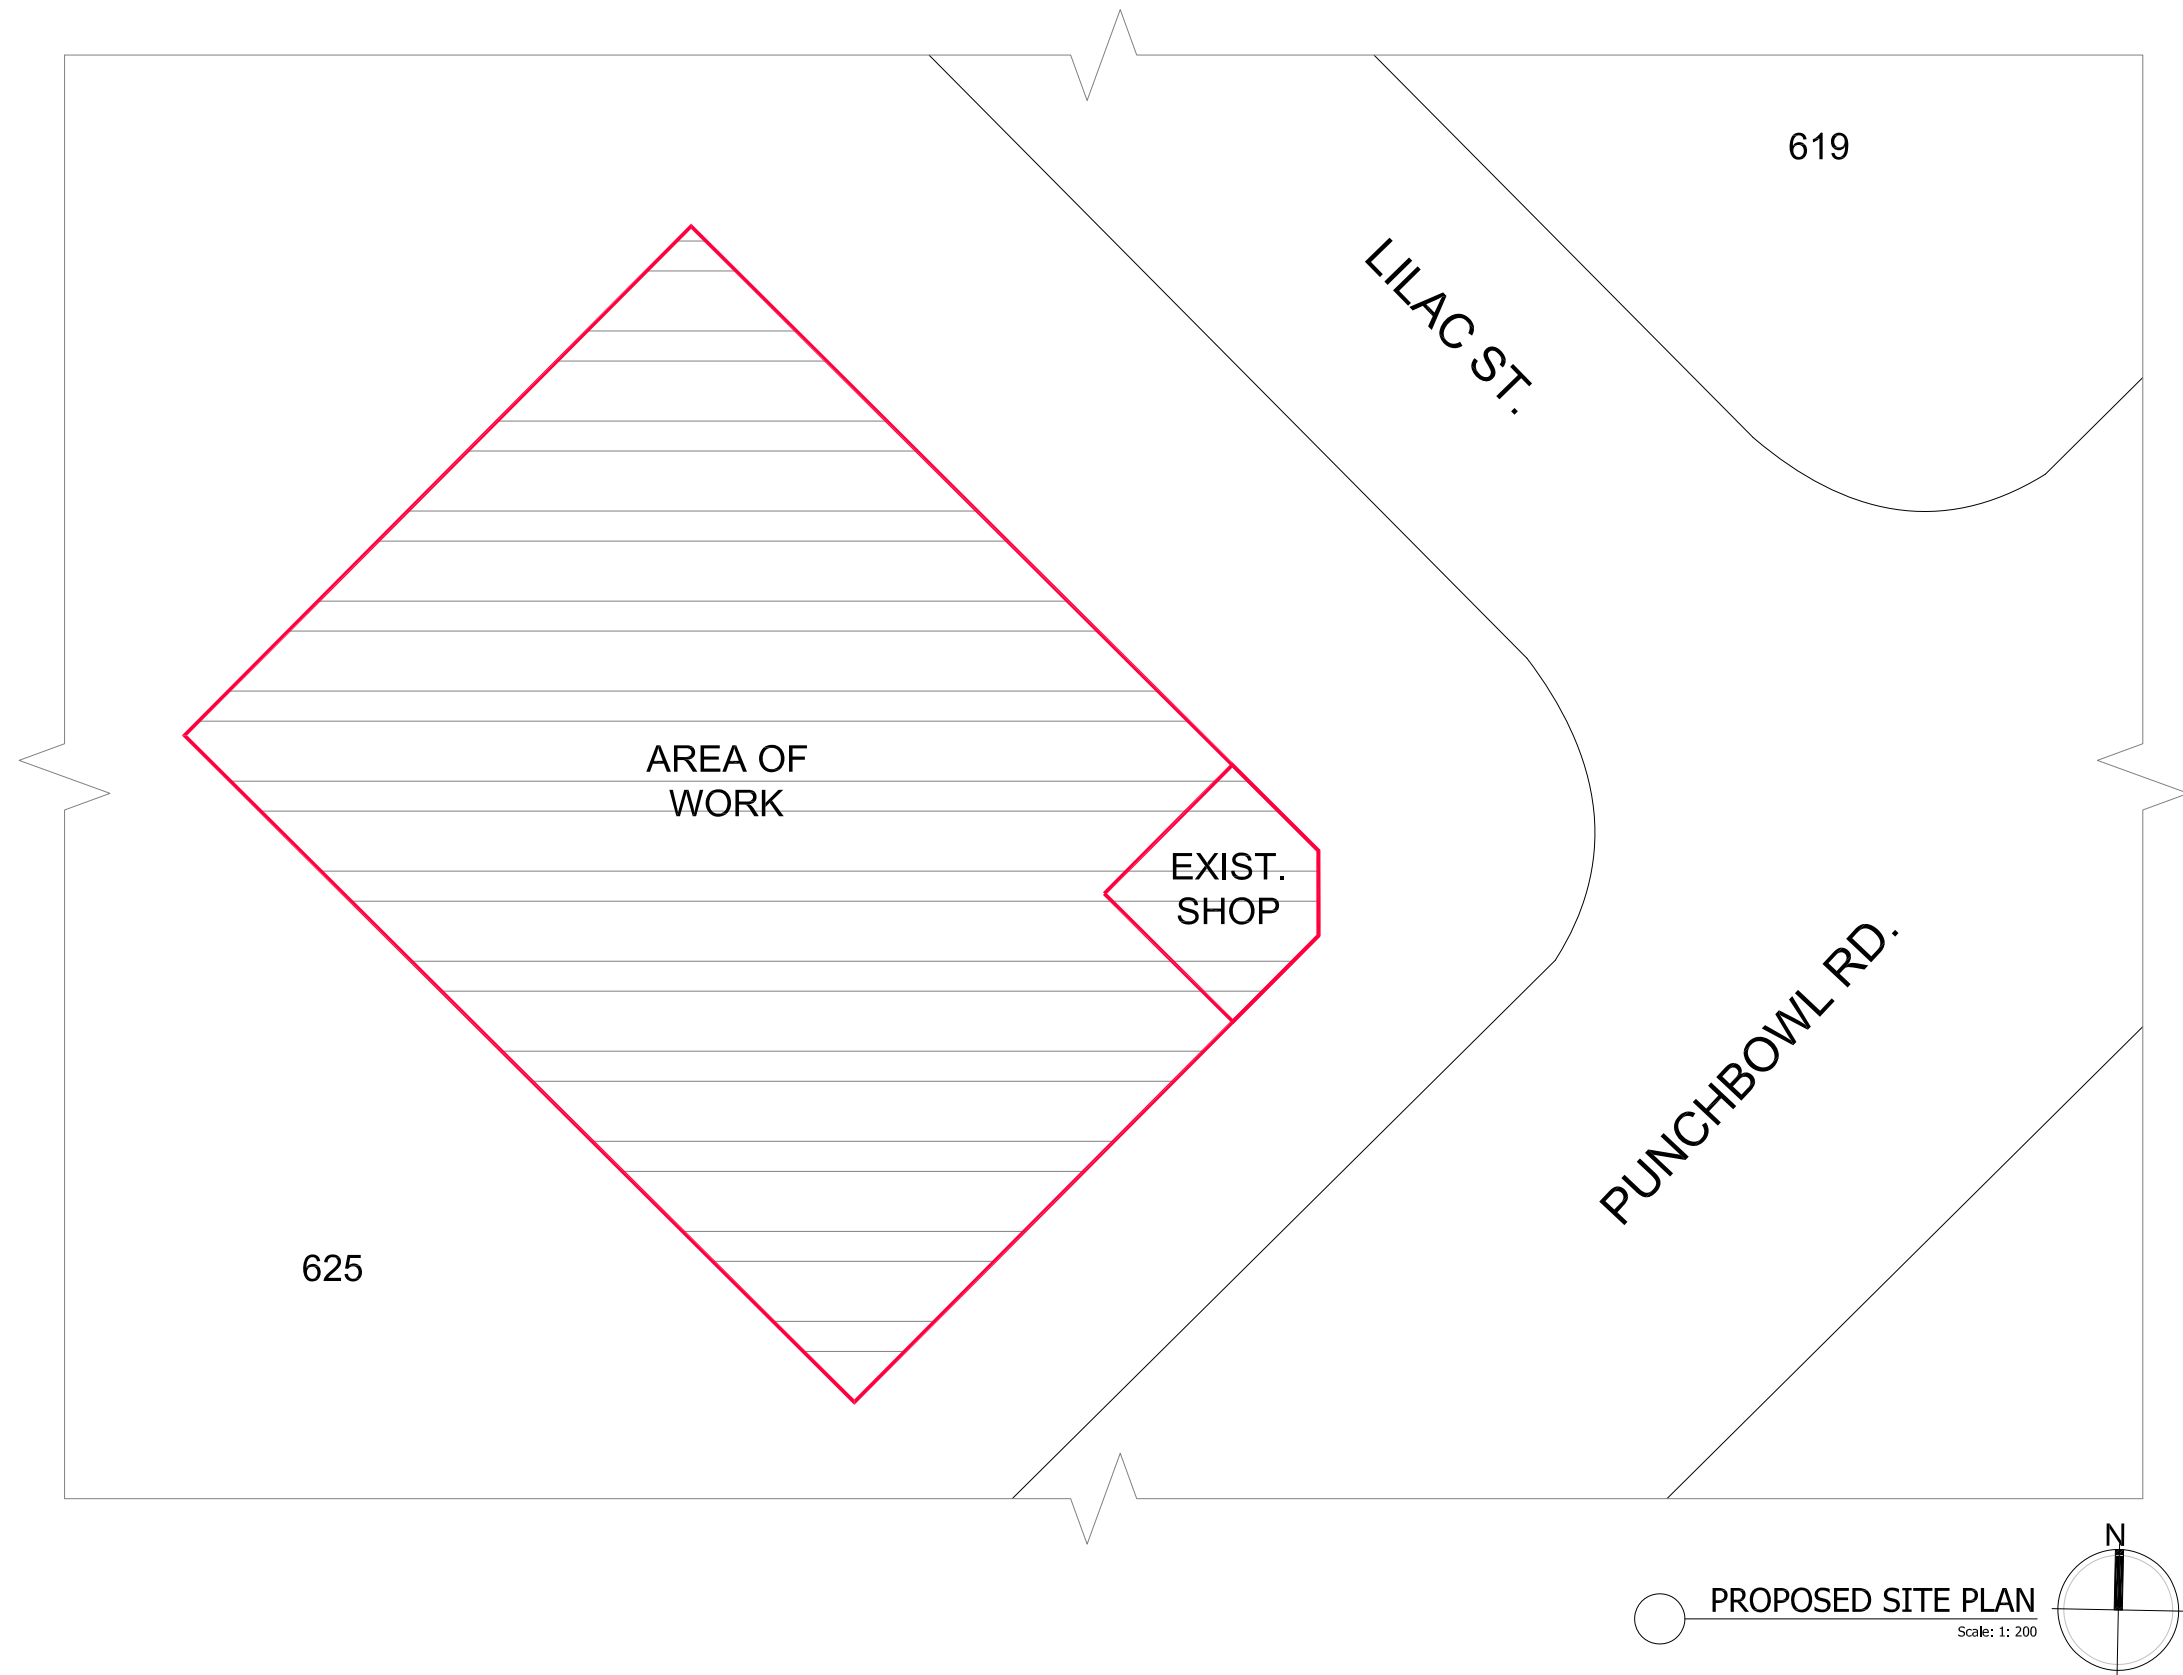 619
LILAC ST.
AREA OF
WORK
EXIST.
SHOP
PUNCHBOWL RD.
625
N
PROPOSED SITE PLAN
Scale: 1: 200